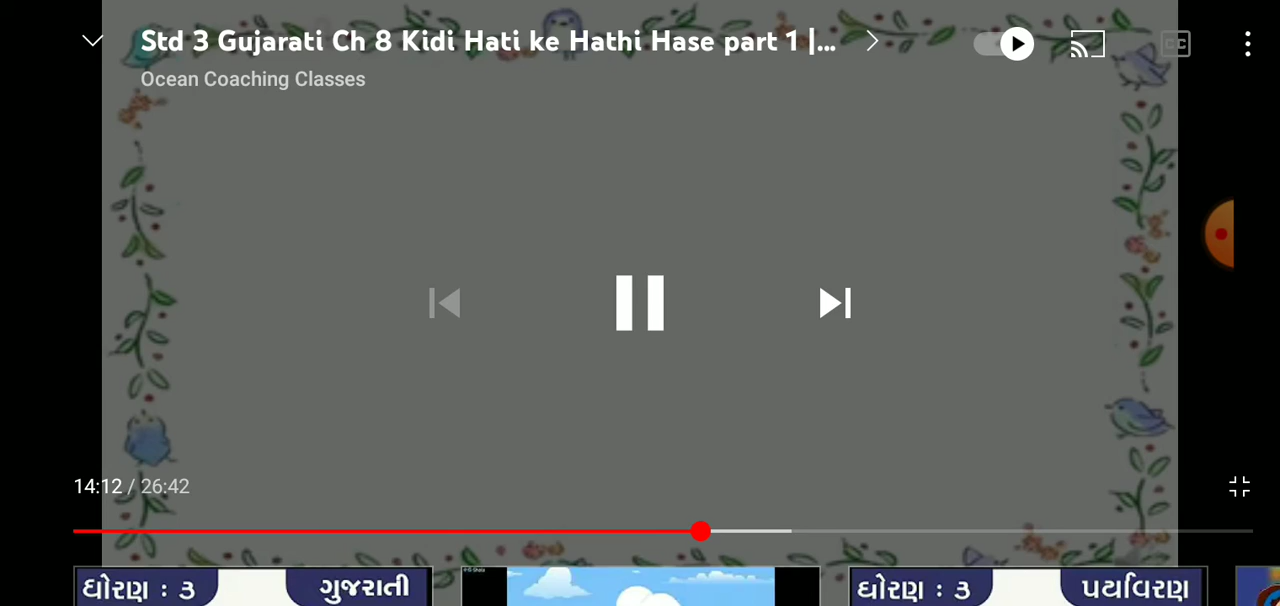 Std 3 Gujarati Ch 8 Kidi Hati ke Hathi Hase part 1 |...
Ocean Coaching Classes
CC
14:12 / 26:42
ધોરણ : ૩
ગુજરાતી
ધોરણ : ૩
પર્યાવરણ